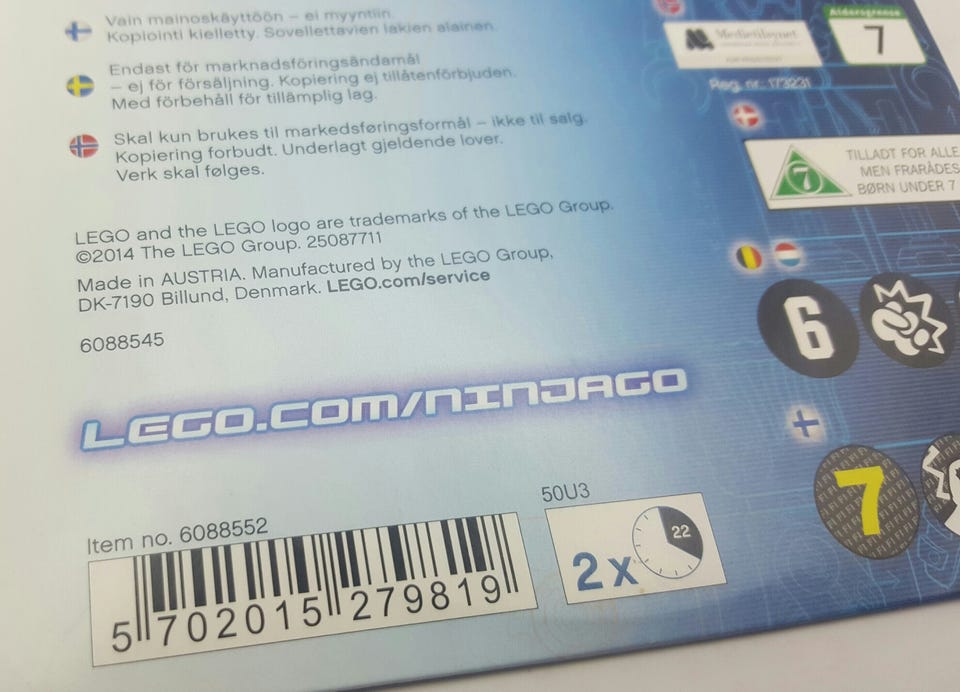 Vain mainoskäyttöön – ei myyntiin.
Kopiointi kielletty. Sovellettavien lakien alainen.
Endast för marknadsföringsändamål
– ej för försäljning. Kopiering ej tillåtenförbjuden.
Med förbehåll för tillämplig lag.
Skal kun brukes til markedsføringsformål – ikke til salg.
Kopiering forbudt. Underlagt gjeldende lover.
Verk skal følges.
LEGO and the LEGO logo are trademarks of the LEGO Group.
©2014 The LEGO Group. 25087711
Made in AUSTRIA. Manufactured by the LEGO Group,
DK-7190 Billund, Denmark. LEGO.com/service
6088545
LEGO.COM/NINJAGO
Item no. 6088552
5 702015 279819
50U3
2x
22
Medietilsynet
Aldersgrense
7
Reg. nr. 173231
7
TILLADT FOR ALLE
MEN FRARÅDES
BØRN UNDER 7
6
7